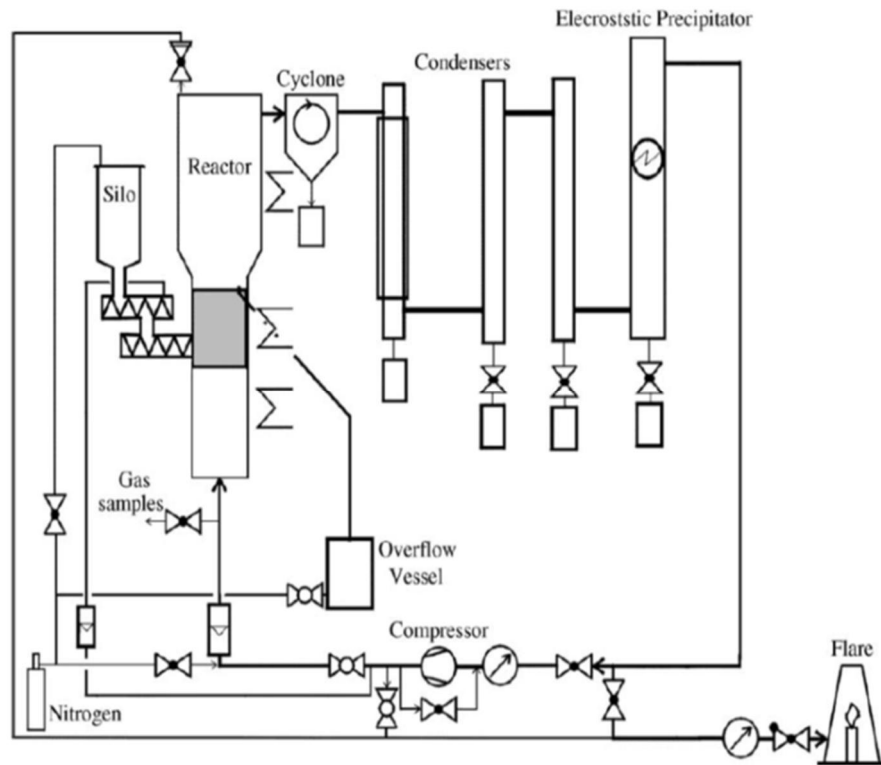 Elecroststic Precipitator
Cyclone
Condensers
Reactor
Silo
Gas
samples
Overflow
Vessel
Compressor
Flare
Nitrogen